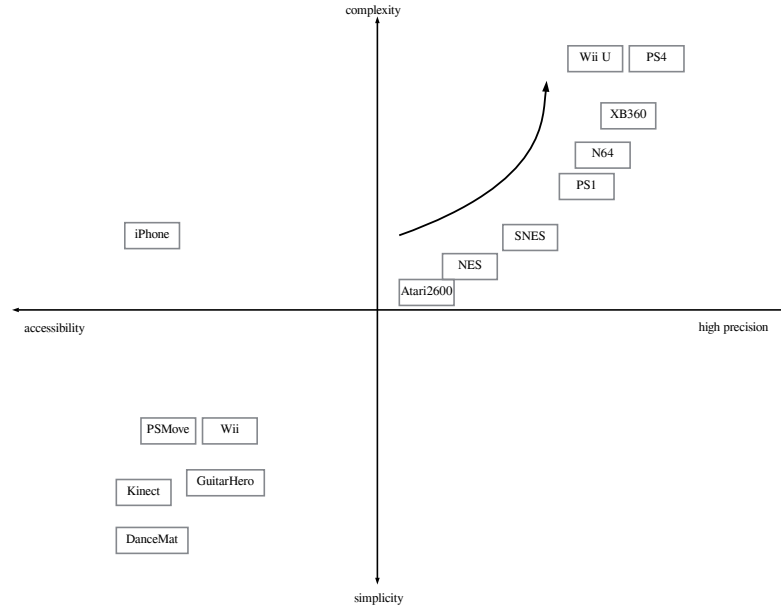 complexity
Wii U
PS4
XB360
N64
PS1
iPhone
SNES
NES
Atari2600
accessibility
high precision
PSMove
Wii
GuitarHero
Kinect
DanceMat
simplicity